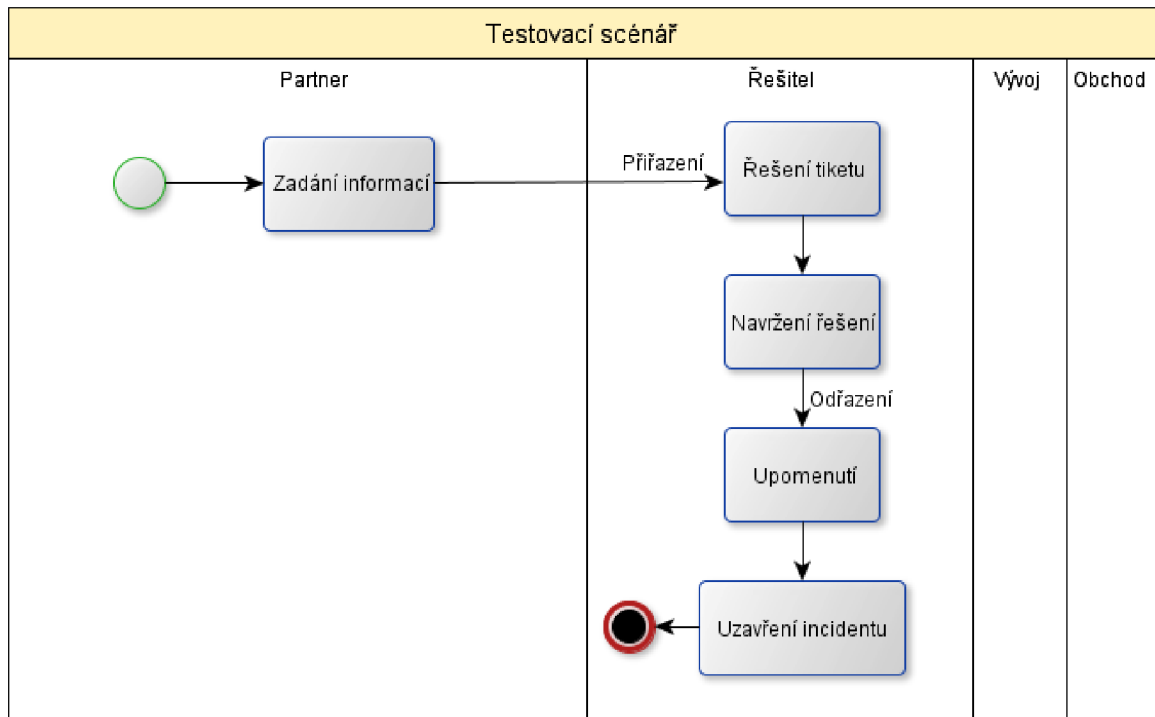 Testovací scénář
Partner
Řešitel
Vývoj
Obchod
Zadání informací
Přiřazení
Řešení tiketu
Navržení řešení
Odřazení
Upomenutí
Uzavření incidentu